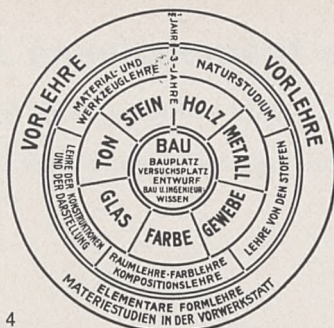 VORLEHRE
VORLEHRE
½ JAHR
3-JAHRE
MATERIAL- UND
WERKZEUGLEHRE
NATURSTUDIUM
LEHRE VON DEN STOFFEN
RAUMLEHRE-FARBLEHRE
KOMPOSITIONSLEHRE
LEHRE DER KONSTRUKTIONEN
UND DER DARSTELLUNG
STEIN
HOLZ
METALL
GEWEBE
FARBE
GLAS
TON
BAU
BAUPLATZ
VERSUCHSPLATZ
ENTWURF
BAU U. INGENIEUR
WISSEN
ELEMENTARE FORMLEHRE
MATERIESTUDIEN IN DER VORWERKSTATT
4